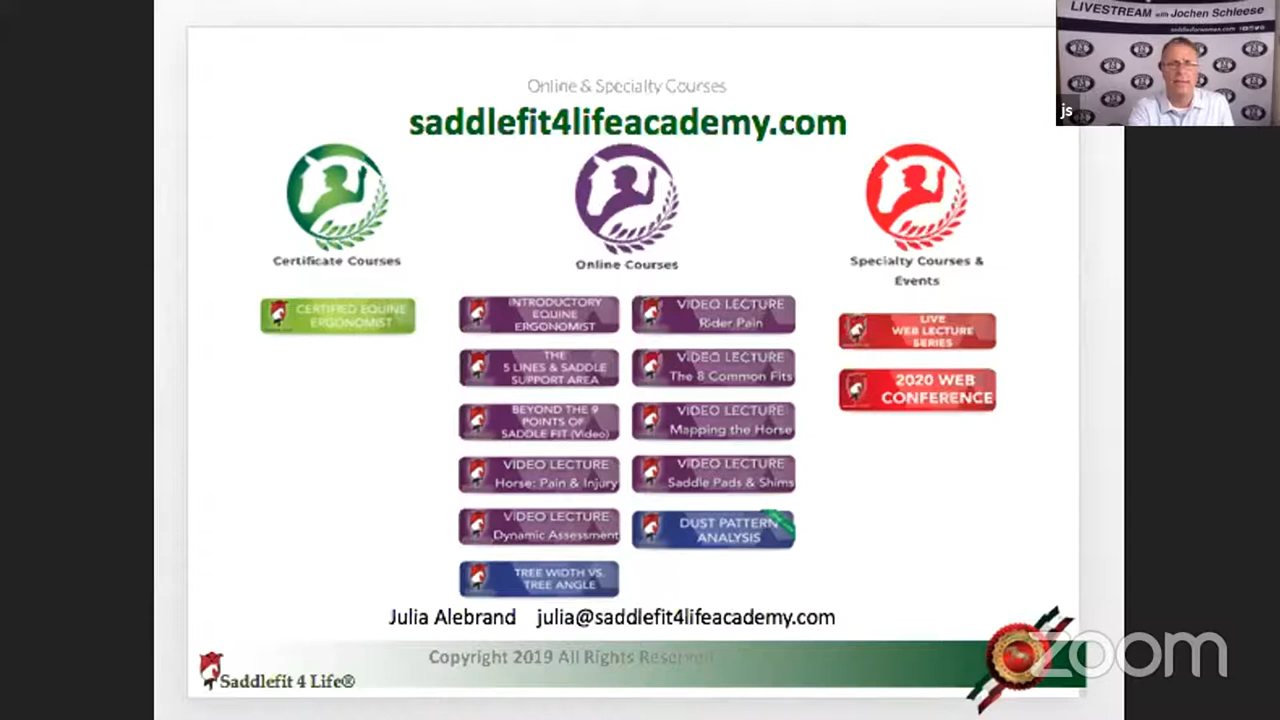 LIVESTREAM with Jochen Schleese
saddlesforwomen.com
js
Online & Specialty Courses
saddlefit4lifeacademy.com
Certificate Courses
Online Courses
Specialty Courses &
Events
CERTIFIED EQUINE
ERGONOMIST
INTRODUCTORY
EQUINE
ERGONOMIST
THE
5 LINES & SADDLE
SUPPORT AREA
BEYOND THE 9
POINTS OF
SADDLE FIT (Video)
VIDEO LECTURE
Horse: Pain & Injury
VIDEO LECTURE
Dynamic Assessment
TREE WIDTH VS.
TREE ANGLE
VIDEO LECTURE
Rider Pain
VIDEO LECTURE
The 8 Common Fits
VIDEO LECTURE
Mapping the Horse
VIDEO LECTURE
Saddle Pads & Shims
DUST PATTERN
ANALYSIS
LIVE
WEB LECTURE
SERIES
2020 WEB
CONFERENCE
Julia Alebrand julia@saddlefit4lifeacademy.com
Copyright 2019 All Rights Reserved
Saddlefit 4 Life®
zoom